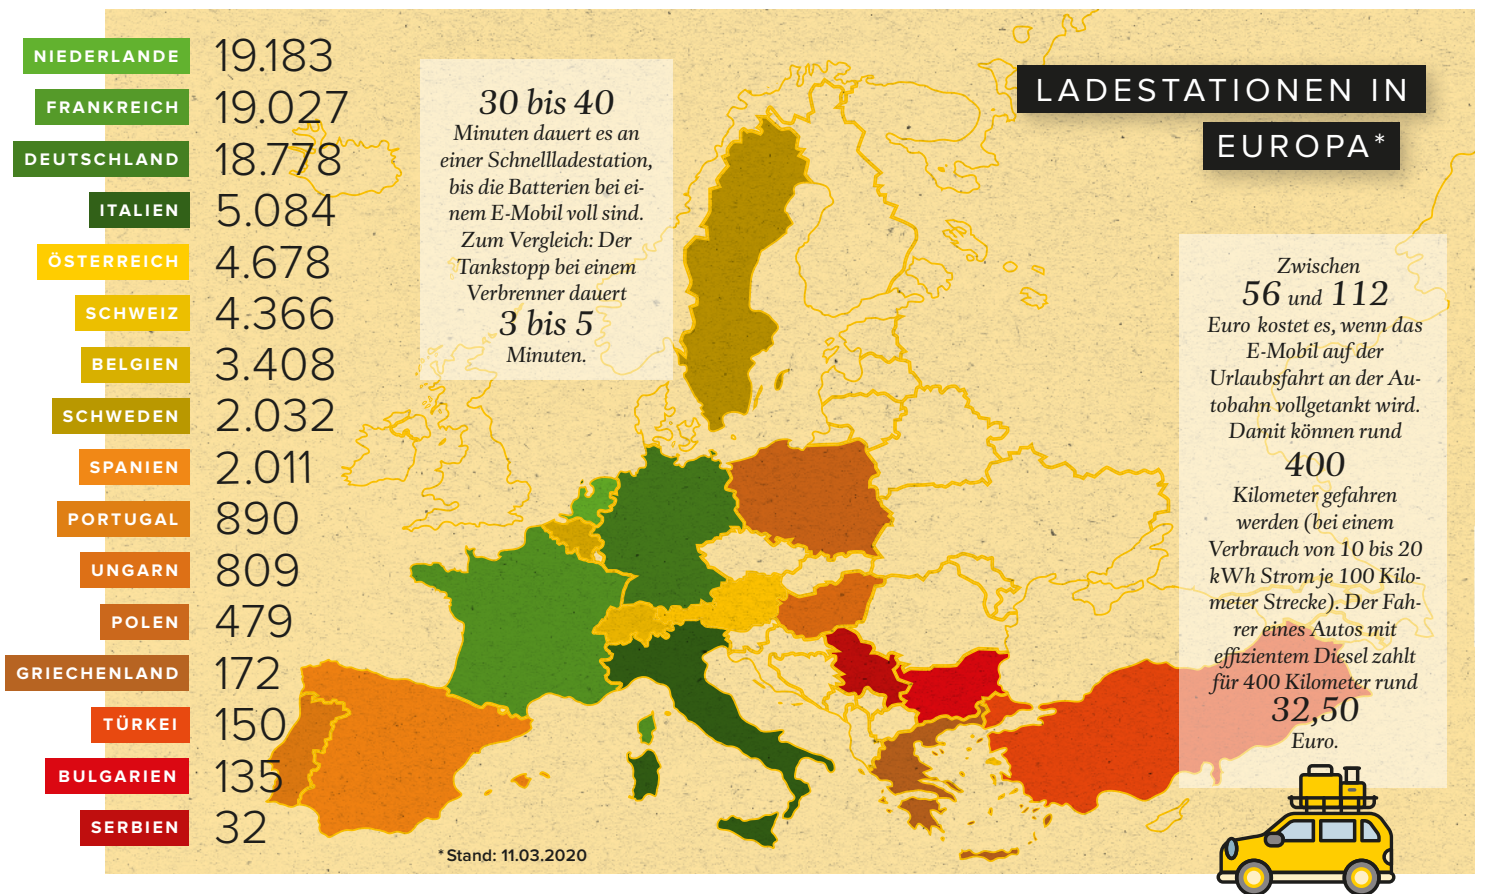 LADESTATIONEN IN
EUROPA*
NIEDERLANDE 19.183
FRANKREICH 19.027
DEUTSCHLAND 18.778
ITALIEN 5.084
ÖSTERREICH 4.678
SCHWEIZ 4.366
BELGIEN 3.408
SCHWEDEN 2.032
SPANIEN 2.011
PORTUGAL 890
UNGARN 809
POLEN 479
GRIECHENLAND 172
TÜRKEI 150
BULGARIEN 135
SERBIEN 32
30 bis 40
Minuten dauert es an
einer Schnellladestation,
bis die Batterien bei ei-
nem E-Mobil voll sind.
Zum Vergleich: Der
Tankstopp bei einem
Verbrenner dauert
3 bis 5
Minuten.
Zwischen
56 und 112
Euro kostet es, wenn das
E-Mobil auf der
Urlaubsfahrt an der Au-
tobahn vollgetankt wird.
Damit können rund
400
Kilometer gefahren
werden (bei einem
Verbrauch von 10 bis 20
kWh Strom je 100 Kilo-
meter Strecke). Der Fah-
rer eines Autos mit
effizientem Diesel zahlt
für 400 Kilometer rund
32,50
Euro.
* Stand: 11.03.2020